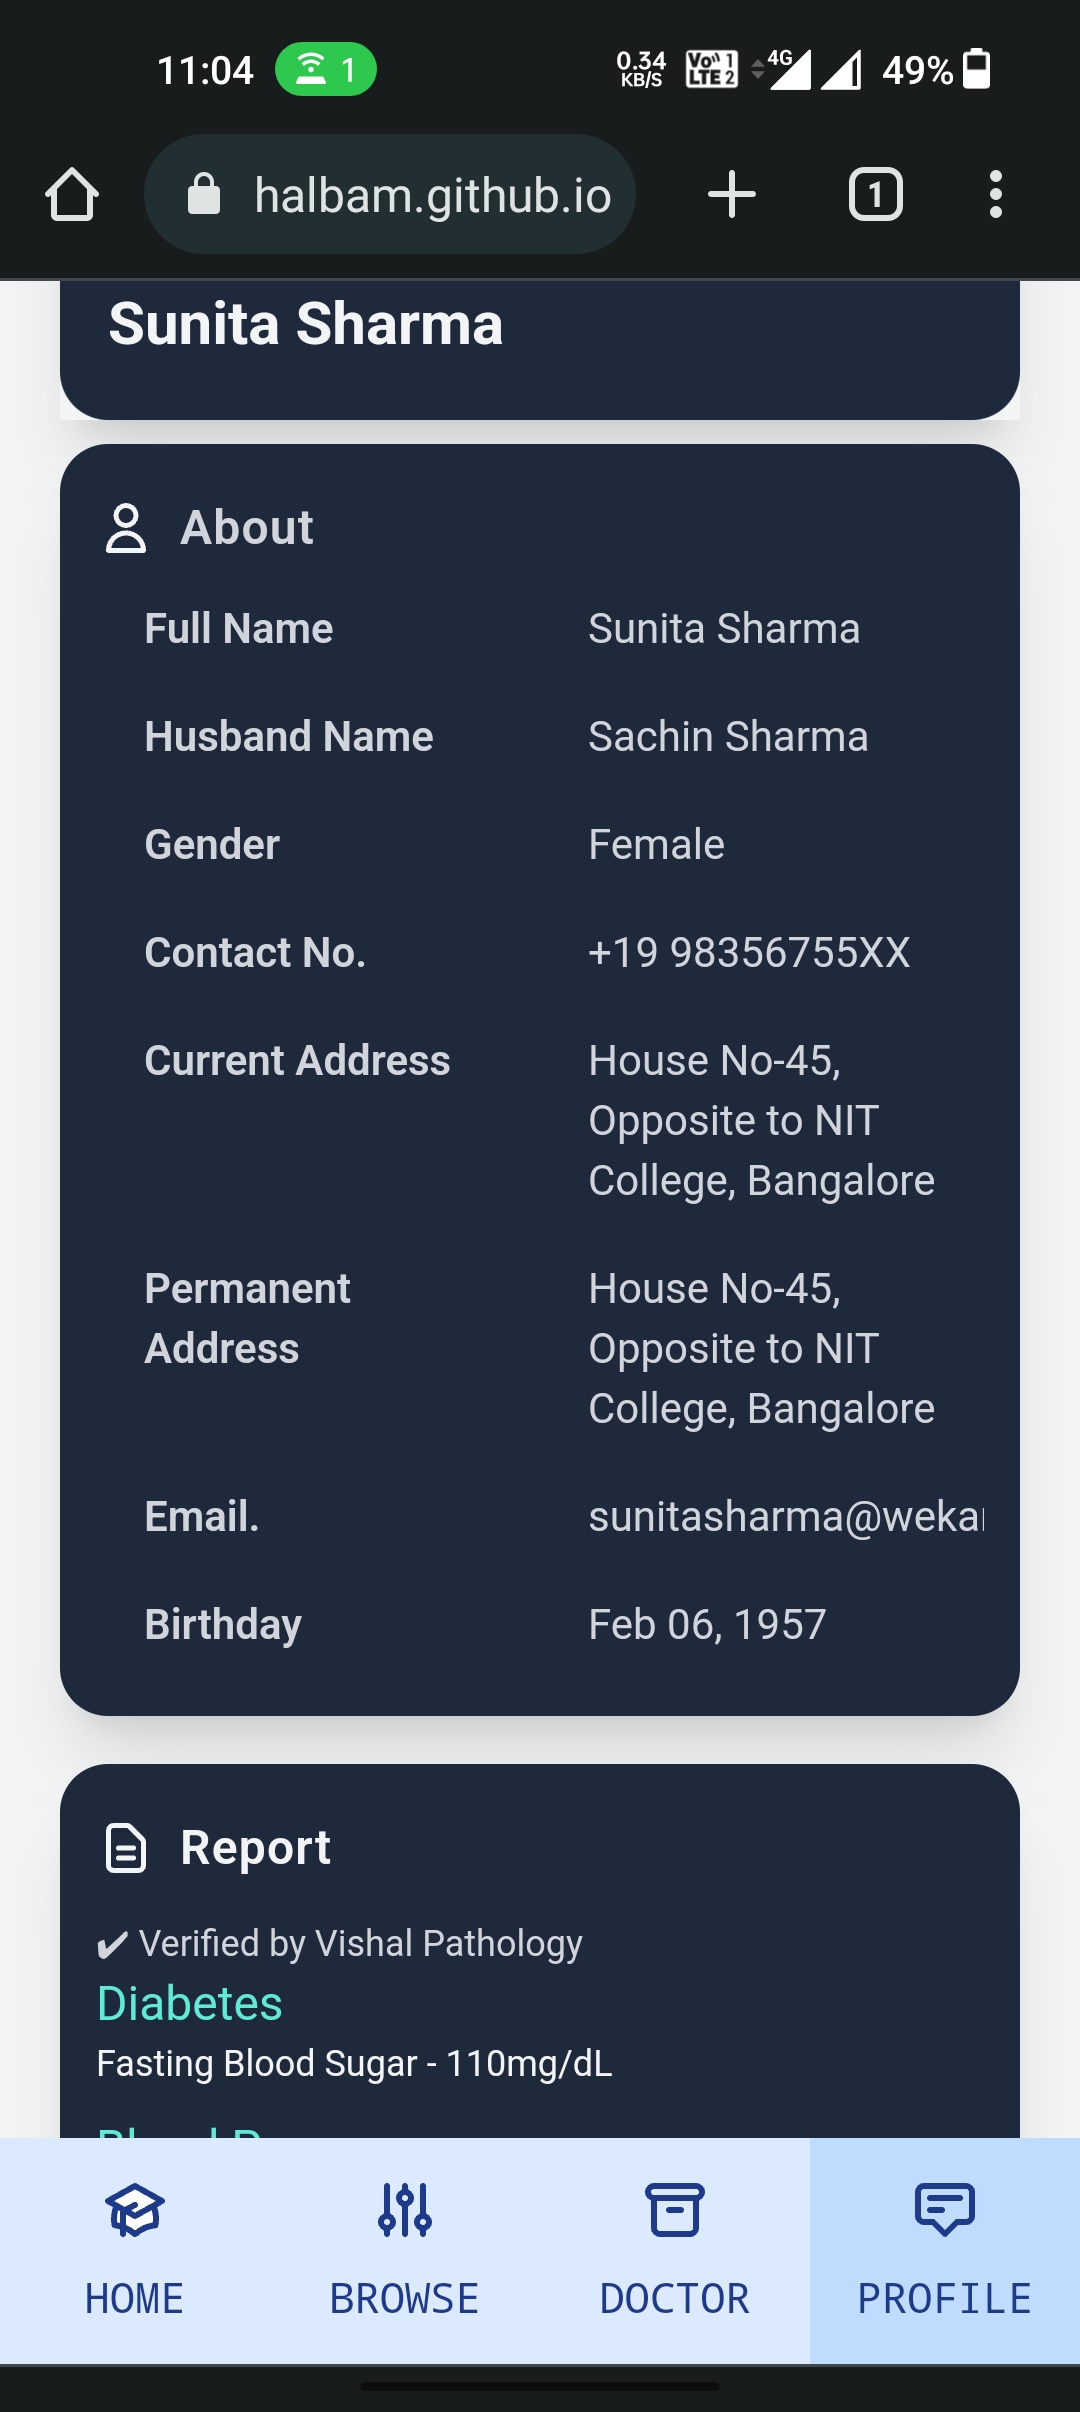 11:04
1
0.34
KB/S
Vo 1
LTE 2
4G
49%
halbam.github.io
1
Sunita Sharma
About
Full Name Sunita Sharma
Husband Name Sachin Sharma
Gender Female
Contact No. +19 98356755XX
Current Address House No-45,
Opposite to NIT
College, Bangalore
Permanent House No-45,
Address Opposite to NIT
College, Bangalore
Email. sunitasharma@weka
Birthday Feb 06, 1957
Report
✔ Verified by Vishal Pathology
Diabetes
Fasting Blood Sugar - 110mg/dL
HOME BROWSE DOCTOR PROFILE